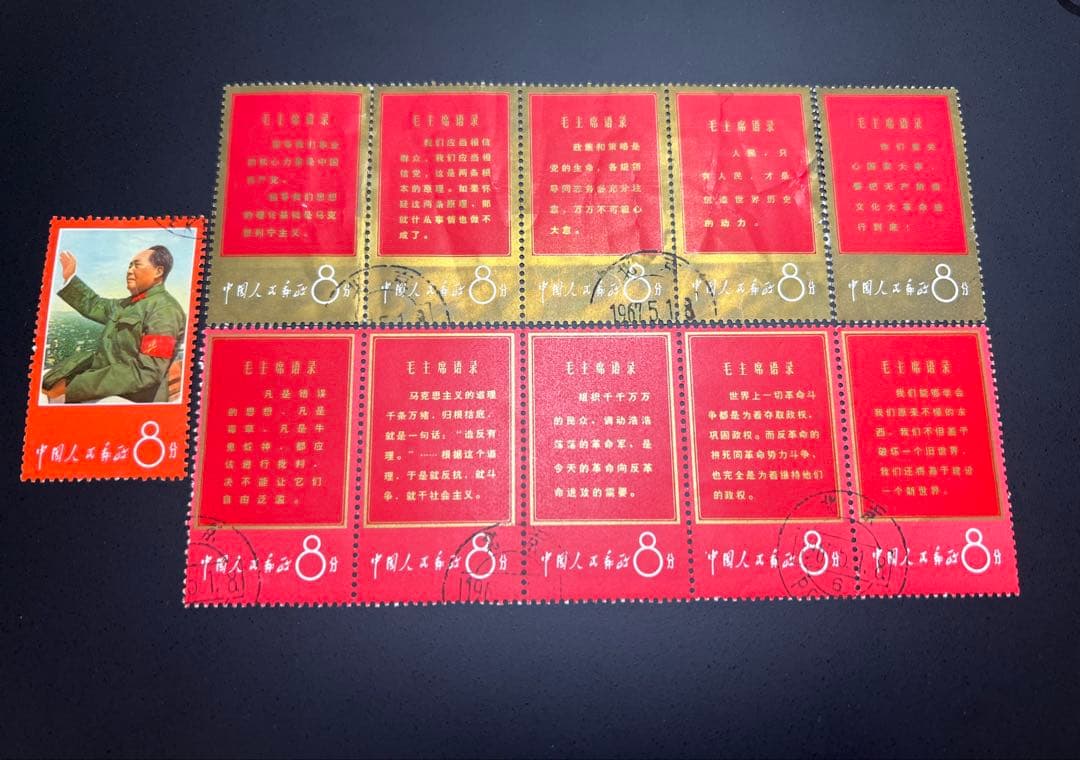 中国人民邮政 8分
毛主席语录
领导我们事业
的核心力量是中国
共产党。
指导我们思想
的理论基础是马克
思列宁主义。
中国人民邮政 8分
毛主席语录
我们应当相信
群众，我们应当相
信党，这是两条根
本的原理。如果怀
疑这两条原理，那
就什么事情也做不
成了。
中国人民邮政 8分
毛主席语录
政策和策略是
党的生命，各级领
导同志务必充分注
意，万万不可粗心
大意。
中国人民邮政 8分
毛主席语录
人民，只
有人民，才是
创造世界历史
的动力。
中国人民邮政 8分
1967.5.1.8
毛主席语录
你们要关
心国家大事，
要把无产阶级
文化大革命进
行到底！
中国人民邮政 8分
毛主席语录
凡是错误
的思想，凡是
毒草，凡是牛
鬼蛇神，都应
该进行批判，
决不能让它们
自由泛滥。
中国人民邮政 8分
毛主席语录
马克思主义的道理
千条万绪，归根结底，
就是一句话：“造反有
理。”……根据这个道
理，于是就反抗，就斗
争，就干社会主义。
中国人民邮政 8分
毛主席语录
组织千千万万
的民众，调动浩浩
荡荡的革命军，是
今天的革命向反革
命进攻的需要。
中国人民邮政 8分
毛主席语录
世界上一切革命斗
争都是为着夺取政权，
巩固政权。而反革命的
拼死同革命势力斗争，
也完全是为着维持他们
的政权。
中国人民邮政 8分
毛主席语录
我们能够学会
我们原来不懂的东
西。我们不但善于
破坏一个旧世界，
我们还将善于建设
一个新世界。
中国人民邮政 8分